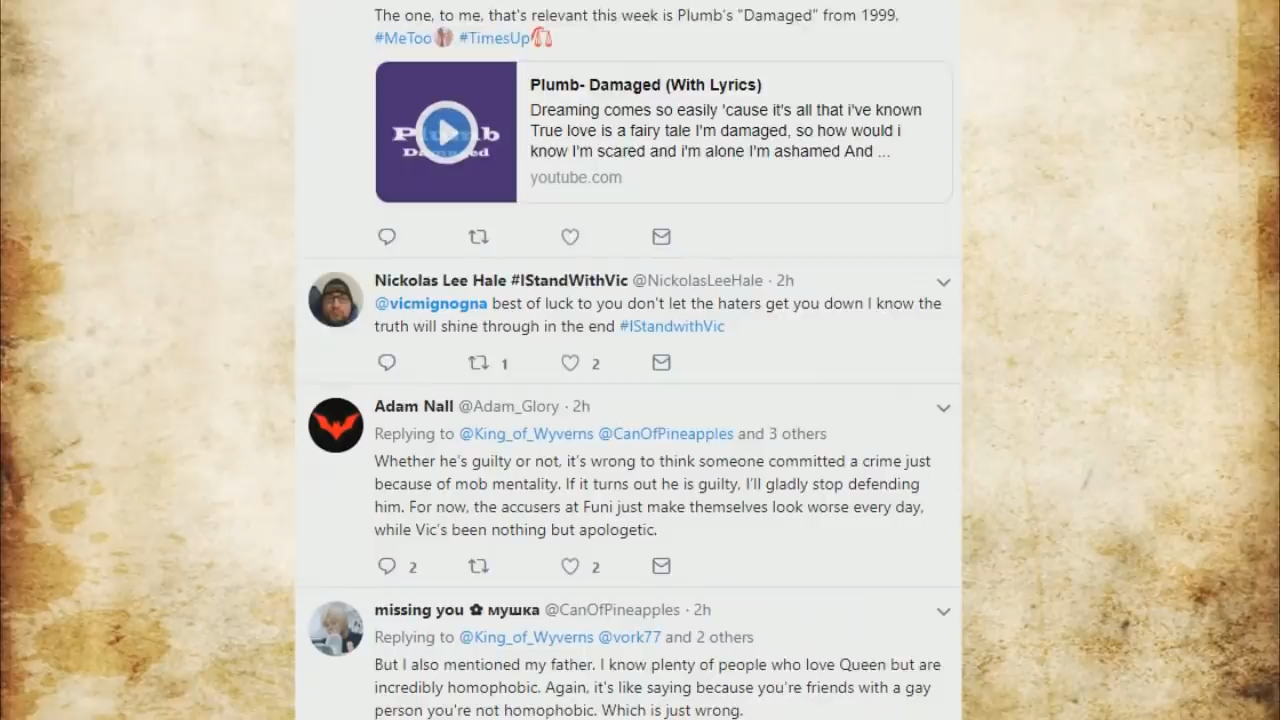 The one, to me, that's relevant this week is Plumb's "Damaged" from 1999,
#MeToo #TimesUp
Plumb- Damaged (With Lyrics)
Dreaming comes so easily 'cause it's all that i've known
True love is a fairy tale I'm damaged, so how would i
know I'm scared and i'm alone I'm ashamed And ...
youtube.com
Plumb
Damaged
Nickolas Lee Hale #IStandWithVic @NickolasLeeHale · 2h
@vicmignogna best of luck to you don't let the haters get you down I know the
truth will shine through in the end #IStandwithVic
1 2
Adam Nall @Adam_Glory · 2h
Replying to @King_of_Wyverns @CanOfPineapples and 3 others
Whether he's guilty or not, it's wrong to think someone committed a crime just
because of mob mentality. If it turns out he is guilty, I'll gladly stop defending
him. For now, the accusers at Funi just make themselves look worse every day,
while Vic's been nothing but apologetic.
2 2
missing you ✿ мушка @CanOfPineapples · 2h
Replying to @King_of_Wyverns @vork77 and 2 others
But I also mentioned my father. I know plenty of people who love Queen but are
incredibly homophobic. Again, it's like saying because you're friends with a gay
person you're not homophobic. Which is just wrong.